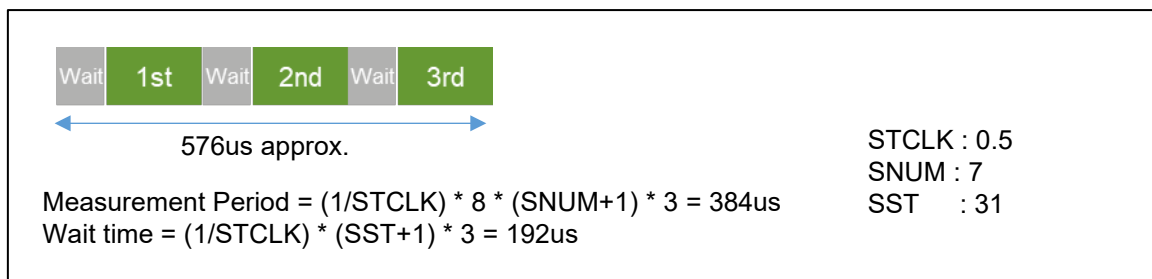 Wait 1st Wait 2nd Wait 3rd
576us approx.
Measurement Period = (1/STCLK) * 8 * (SNUM+1) * 3 = 384us
Wait time = (1/STCLK) * (SST+1) * 3 = 192us
STCLK : 0.5
SNUM : 7
SST : 31